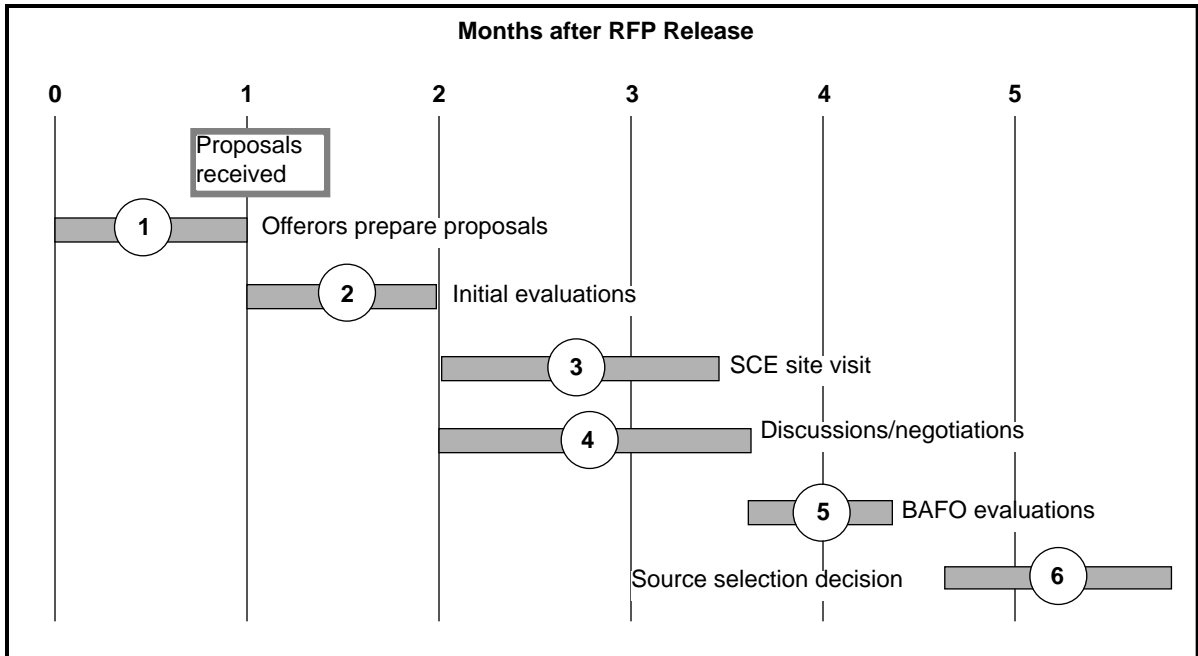 Months after RFP Release
0 1 2 3 4 5
Proposals
received
1 Offerors prepare proposals
2 Initial evaluations
3 SCE site visit
4 Discussions/negotiations
5 BAFO evaluations
Source selection decision 6